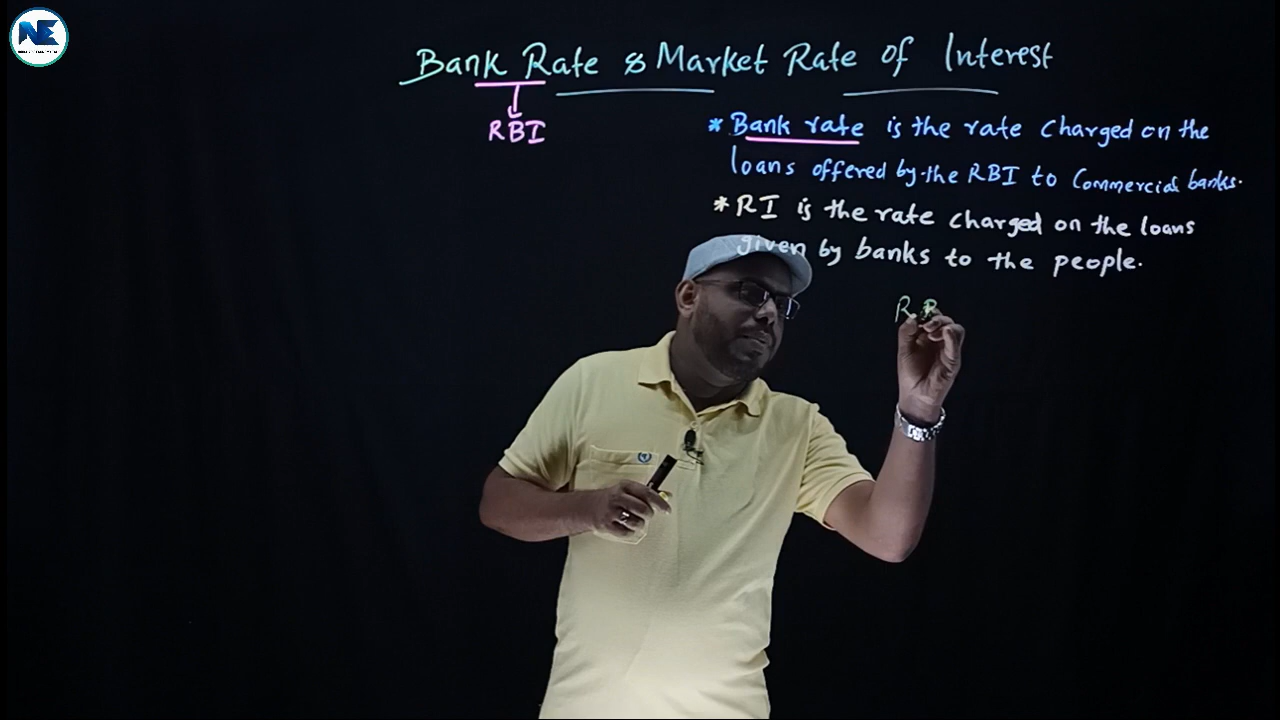 NE
Bank Rate & Market Rate of Interest
RBI
* Bank rate is the rate charged on the
loans offered by the RBI to Commercial banks.
* RI is the rate charged on the loans
given by banks to the people.
R B